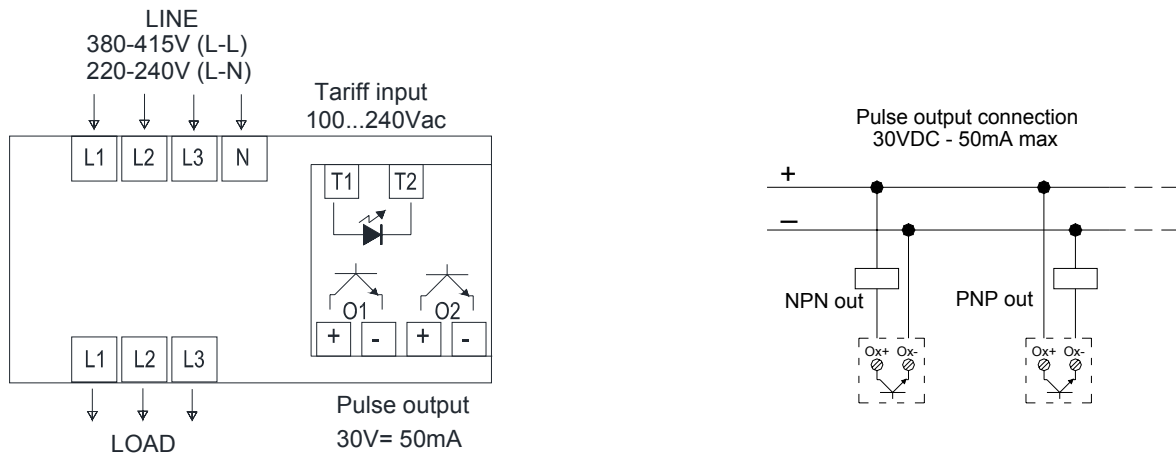 LINE
380-415V (L-L)
220-240V (L-N)
Tariff input
100...240Vac
L1 L2 L3 N
T1 T2
O1 O2
+ - + -
L1 L2 L3
LOAD
Pulse output
30V= 50mA
Pulse output connection
30VDC - 50mA max
+
–
NPN out
PNP out
Ox+ Ox-
Ox+ Ox-